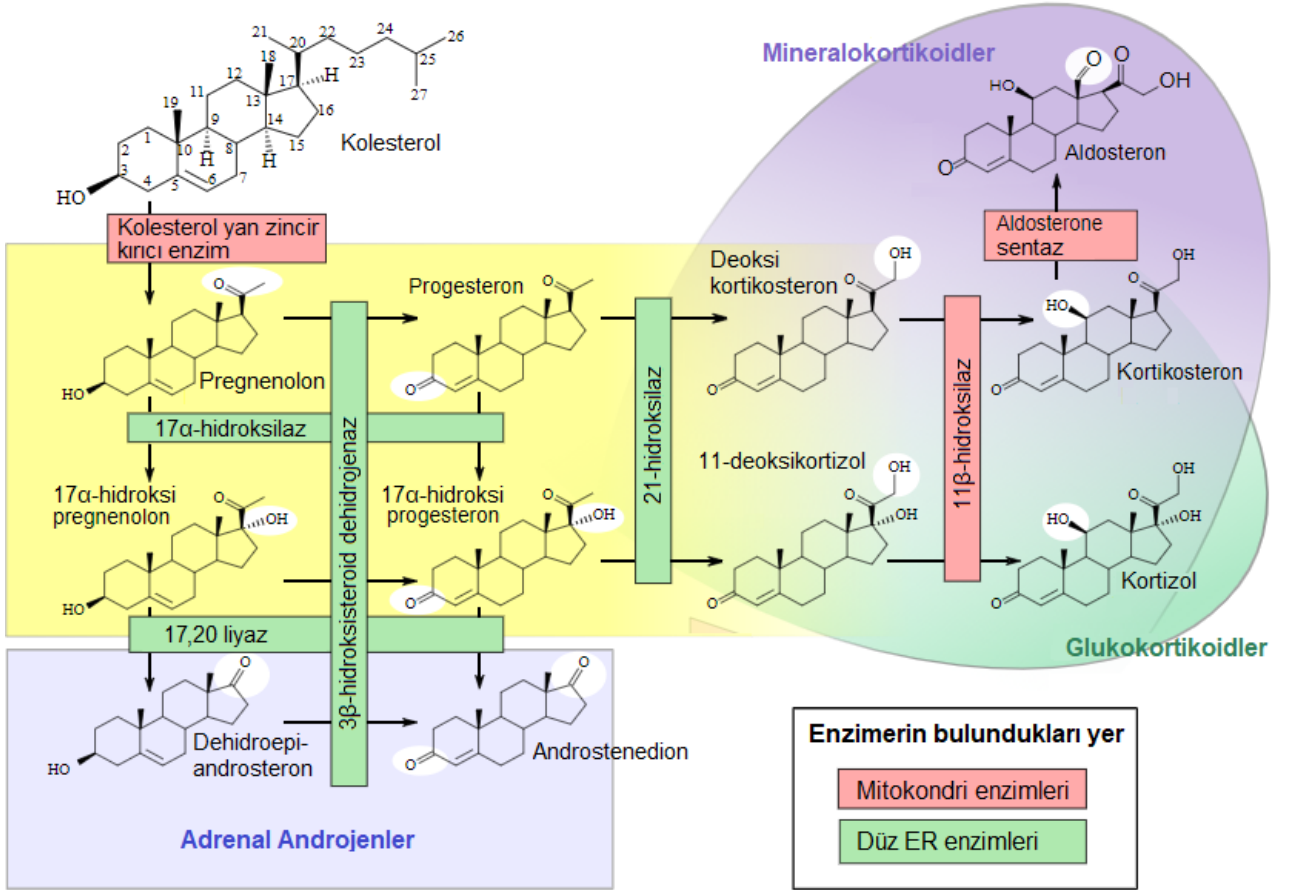 21
20
22
24
26
18
23
25
12
17
H
27
11
13
16
19
9
14
1
8
15
2
10
H
H
3
5
6
7
4
HO
Kolesterol
Mineralokortikoidler
O
O
OH
HO
O
Aldosteron
Kolesterol yan zincir
kırıcı enzim
Aldosterone
sentaz
O
HO
Pregnenolon
Progesteron
O
O
Deoksi
kortikosteron
OH
O
O
OH
O
HO
O
Kortikosteron
17α-hidroksilaz
3β-hidroksisteroid dehidrojenaz
21-hidroksilaz
11β-hidroksilaz
17α-hidroksi
pregnenolon
O
OH
HO
17α-hidroksi
progesteron
O
OH
O
11-deoksikortizol
OH
O
OH
O
OH
O
OH
HO
O
Kortizol
17,20 liyaz
Glukokortikoidler
O
HO
Dehidroepi-
androsteron
O
O
Androstenedion
Adrenal Androjenler
Enzimerin bulundukları yer
Mitokondri enzimleri
Düz ER enzimleri